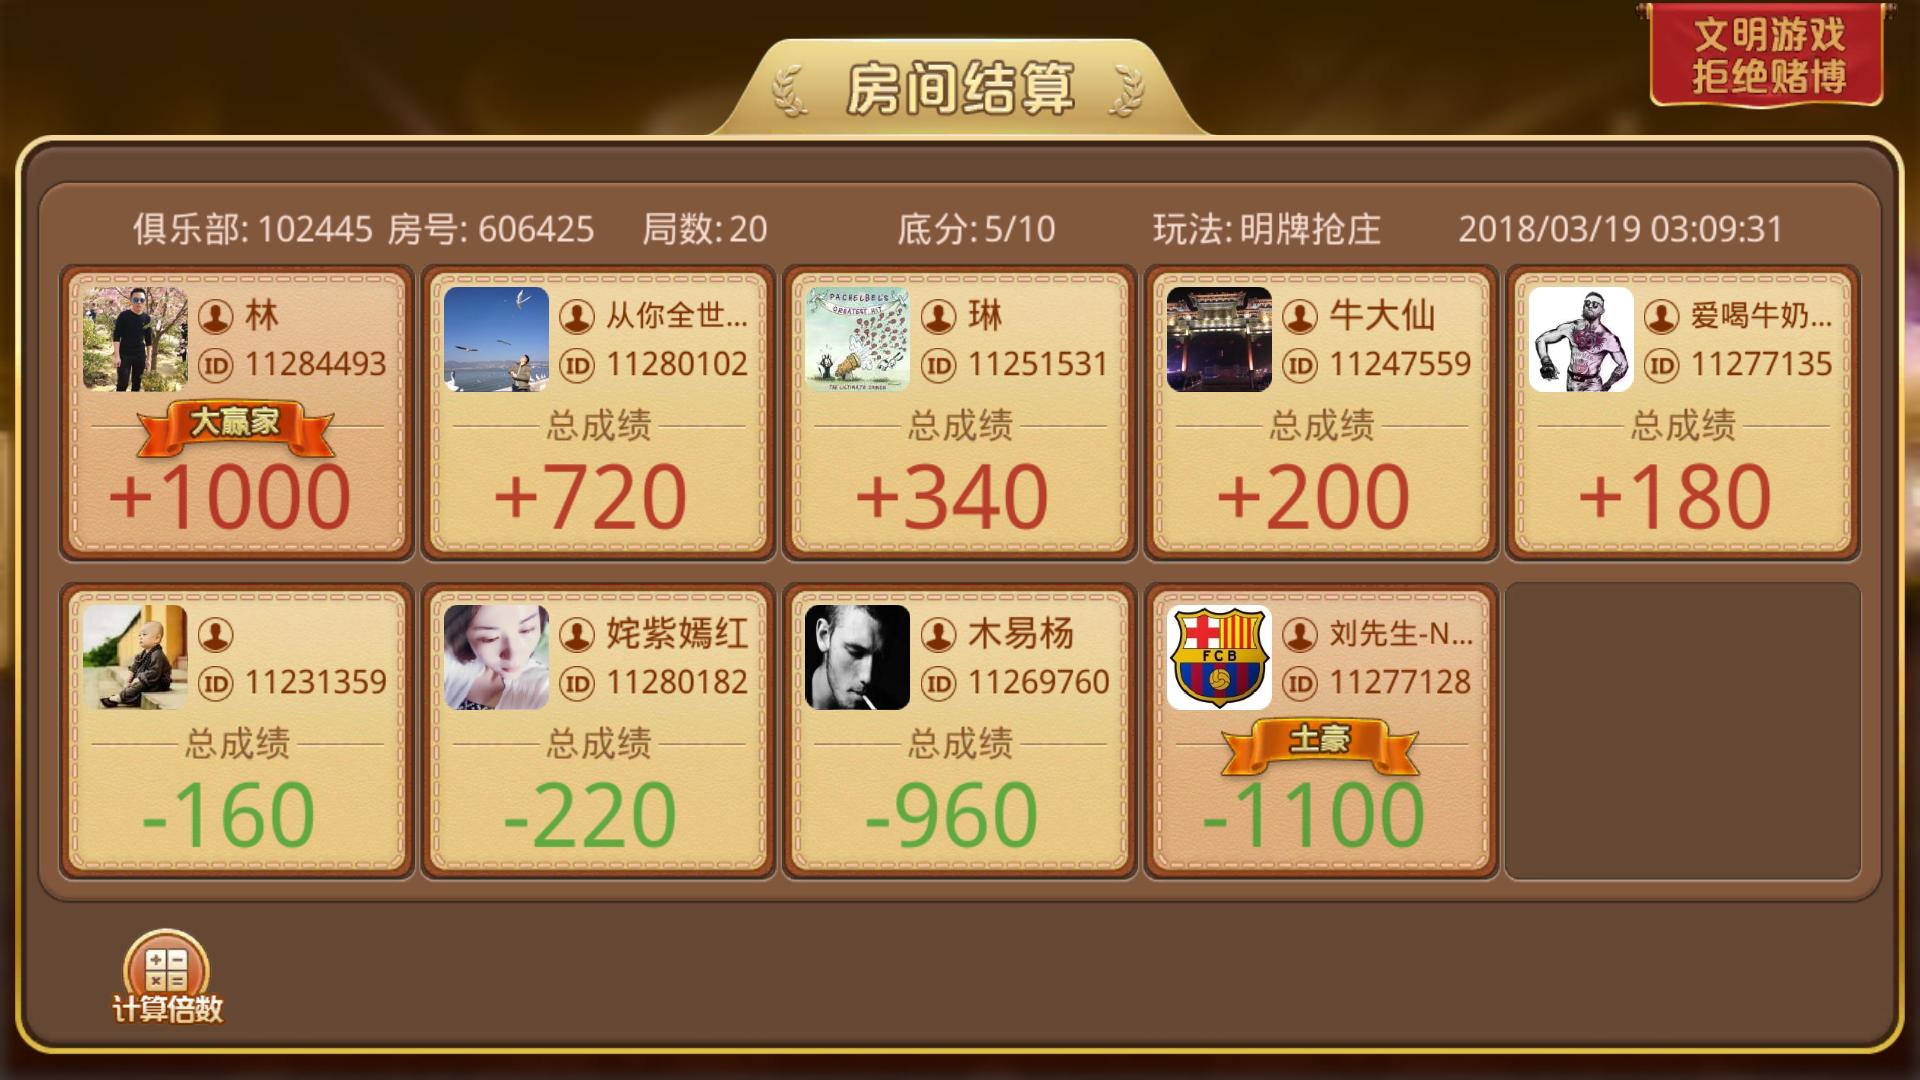 文明游戏
拒绝赌博
房间结算
俱乐部: 102445 房号: 606425 局数: 20 底分: 5/10 玩法: 明牌抢庄 2018/03/19 03:09:31
林
ID 11284493
大赢家
+1000
从你全世...
ID 11280102
总成绩
+720
PACHELBEL'S
GREATEST HIT
琳
ID 11251531
总成绩
+340
牛大仙
ID 11247559
总成绩
+200
爱喝牛奶...
ID 11277135
总成绩
+180
ID 11231359
总成绩
-160
姹紫嫣红
ID 11280182
总成绩
-220
木易杨
ID 11269760
总成绩
-960
FCB
刘先生-N...
ID 11277128
土豪
-1100
计算倍数